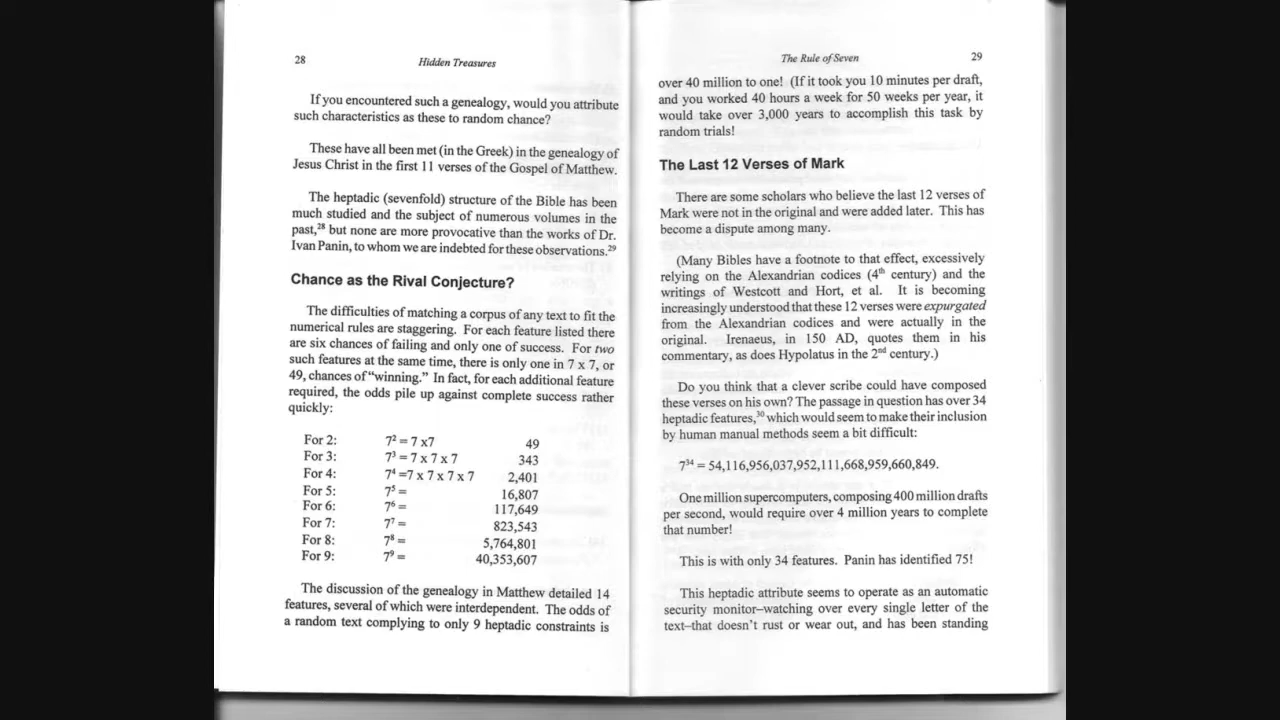 28
Hidden Treasures
If you encountered such a genealogy, would you attribute
such characteristics as these to random chance?
These have all been met (in the Greek) in the genealogy of
Jesus Christ in the first 11 verses of the Gospel of Matthew.
The heptadic (sevenfold) structure of the Bible has been
much studied and the subject of numerous volumes in the
past,²⁸ but none are more provocative than the works of Dr.
Ivan Panin, to whom we are indebted for these observations.²⁹
Chance as the Rival Conjecture?
The difficulties of matching a corpus of any text to fit the
numerical rules are staggering. For each feature listed there
are six chances of failing and only one of success. For two
such features at the same time, there is only one in 7 x 7, or
49, chances of "winning." In fact, for each additional feature
required, the odds pile up against complete success rather
quickly:
For 2: 7² = 7 x7 49
For 3: 7³ = 7 x 7 x 7 343
For 4: 7⁴ =7 x 7 x 7 x 7 2,401
For 5: 7⁵ = 16,807
For 6: 7⁶ = 117,649
For 7: 7⁷ = 823,543
For 8: 7⁸ = 5,764,801
For 9: 7⁹ = 40,353,607
The discussion of the genealogy in Matthew detailed 14
features, several of which were interdependent. The odds of
a random text complying to only 9 heptadic constraints is
The Rule of Seven
29
over 40 million to one! (If it took you 10 minutes per draft,
and you worked 40 hours a week for 50 weeks per year, it
would take over 3,000 years to accomplish this task by
random trials!
The Last 12 Verses of Mark
There are some scholars who believe the last 12 verses of
Mark were not in the original and were added later. This has
become a dispute among many.
(Many Bibles have a footnote to that effect, excessively
relying on the Alexandrian codices (4th century) and the
writings of Westcott and Hort, et al. It is becoming
increasingly understood that these 12 verses were expurgated
from the Alexandrian codices and were actually in the
original. Irenaeus, in 150 AD, quotes them in his
commentary, as does Hypolatus in the 2nd century.)
Do you think that a clever scribe could have composed
these verses on his own? The passage in question has over 34
heptadic features,³⁰ which would seem to make their inclusion
by human manual methods seem a bit difficult:
7³⁴ = 54,116,956,037,952,111,668,959,660,849.
One million supercomputers, composing 400 million drafts
per second, would require over 4 million years to complete
that number!
This is with only 34 features. Panin has identified 75!
This heptadic attribute seems to operate as an automatic
security monitor–watching over every single letter of the
text–that doesn't rust or wear out, and has been standing